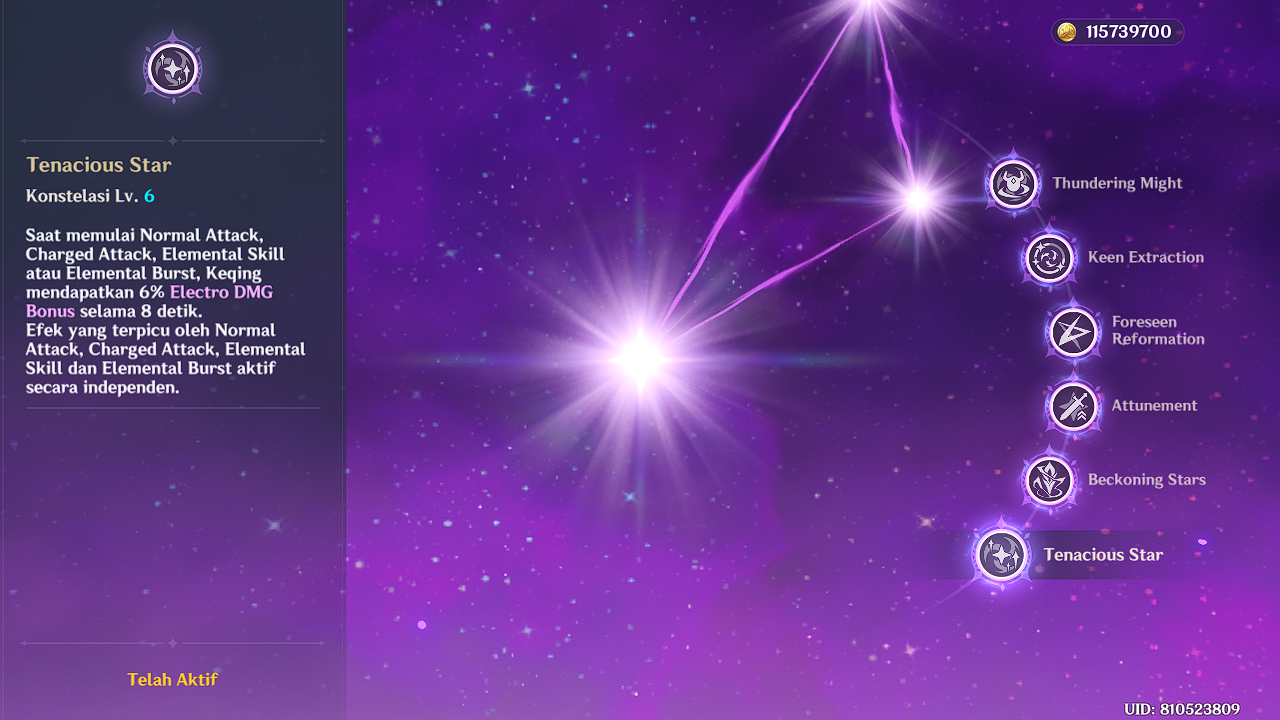 115739700
Tenacious Star
Konstelasi Lv. 6
Saat memulai Normal Attack,
Charged Attack, Elemental Skill
atau Elemental Burst, Keqing
mendapatkan 6% Electro DMG
Bonus selama 8 detik.
Efek yang terpicu oleh Normal
Attack, Charged Attack, Elemental
Skill dan Elemental Burst aktif
secara independen.
Telah Aktif
Thundering Might
Keen Extraction
Foreseen
Reformation
Attunement
Beckoning Stars
Tenacious Star
UID: 810523809